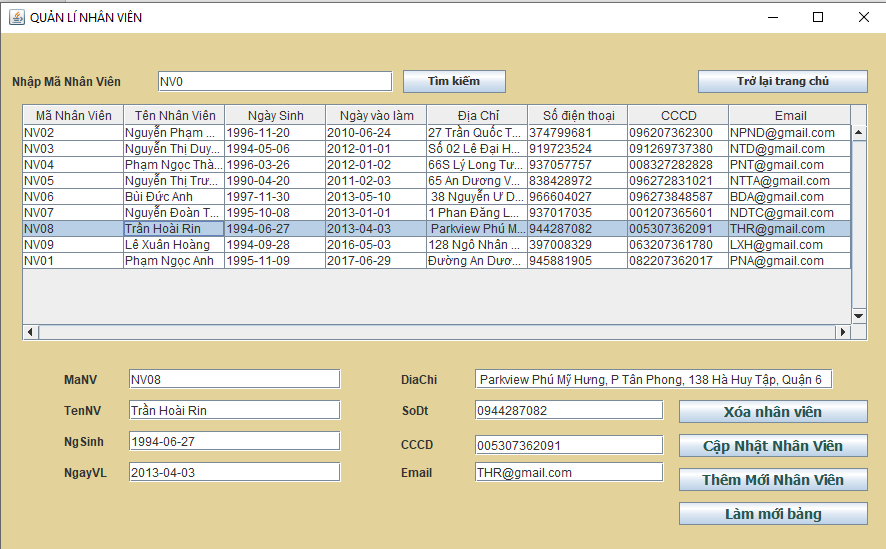 QUẢN LÍ NHÂN VIÊN
Nhập Mã Nhân Viên NV0 Tìm kiếm Trở lại trang chủ
Mã Nhân Viên Tên Nhân Viên Ngày Sinh Ngày vào làm Địa Chỉ Số điện thoại CCCD Email
NV02 Nguyễn Phạm ... 1996-11-20 2010-06-24 27 Trần Quốc T... 374799681 096207362300 NPND@gmail.com
NV03 Nguyễn Thị Duy... 1994-05-06 2012-01-01 Số 02 Lê Đại H... 919723524 091269737380 NTD@gmail.com
NV04 Phạm Ngọc Thà... 1996-03-26 2012-01-02 66S Lý Long Tư... 937057757 008327282828 PNT@gmail.com
NV05 Nguyễn Thị Trư... 1990-04-20 2011-02-03 65 An Dương V... 838428972 096272831021 NTTA@gmail.com
NV06 Bùi Đức Anh 1997-11-30 2013-05-10 38 Nguyễn Ư D... 966604027 096273848587 BDA@gmail.com
NV07 Nguyễn Đoàn T... 1995-10-08 2013-01-01 1 Phan Đăng L... 937017035 001207365601 NDTC@gmail.com
NV08 Trần Hoài Rin 1994-06-27 2013-04-03 Parkview Phú M... 944287082 005307362091 THR@gmail.com
NV09 Lê Xuân Hoàng 1994-09-28 2016-05-03 128 Ngô Nhân ... 397008329 063207361780 LXH@gmail.com
NV01 Phạm Ngọc Anh 1995-11-09 2017-06-29 Đường An Dươ... 945881905 082207362017 PNA@gmail.com
MaNV NV08 DiaChi Parkview Phú Mỹ Hưng, P Tân Phong, 138 Hà Huy Tập, Quận 6
TenNV Trần Hoài Rin SoDt 0944287082 Xóa nhân viên
NgSinh 1994-06-27 CCCD 005307362091 Cập Nhật Nhân Viên
NgayVL 2013-04-03 Email THR@gmail.com Thêm Mới Nhân Viên
Làm mới bảng